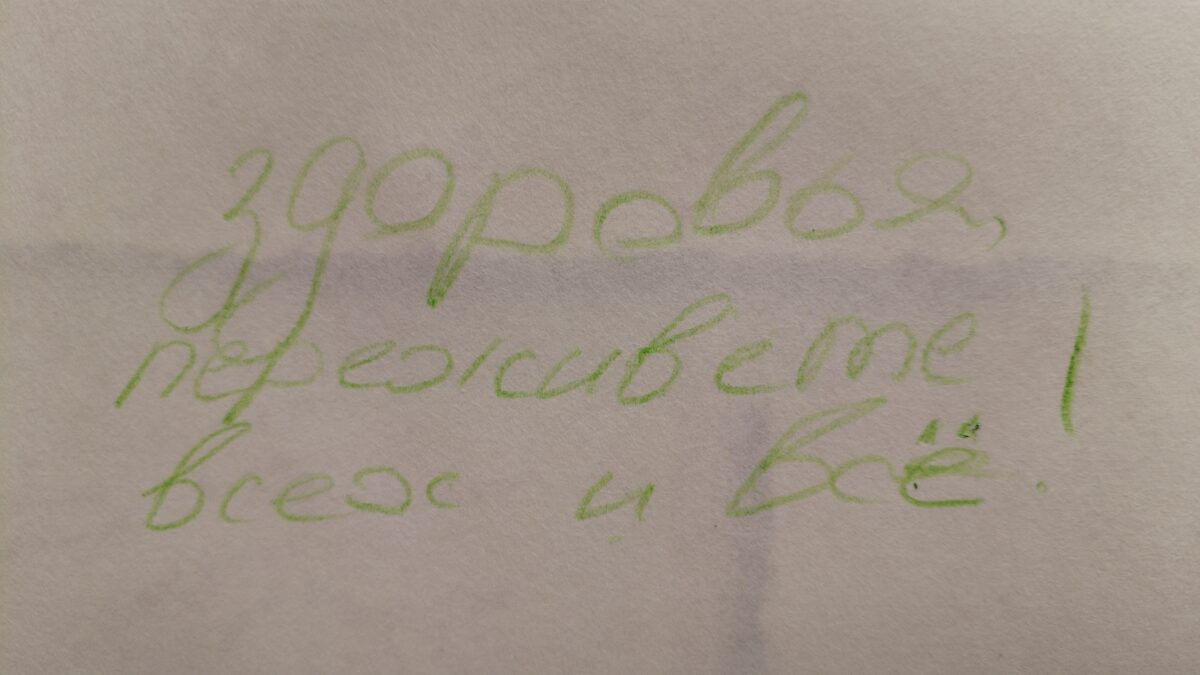 здоровья,
переживете
всех и всё!